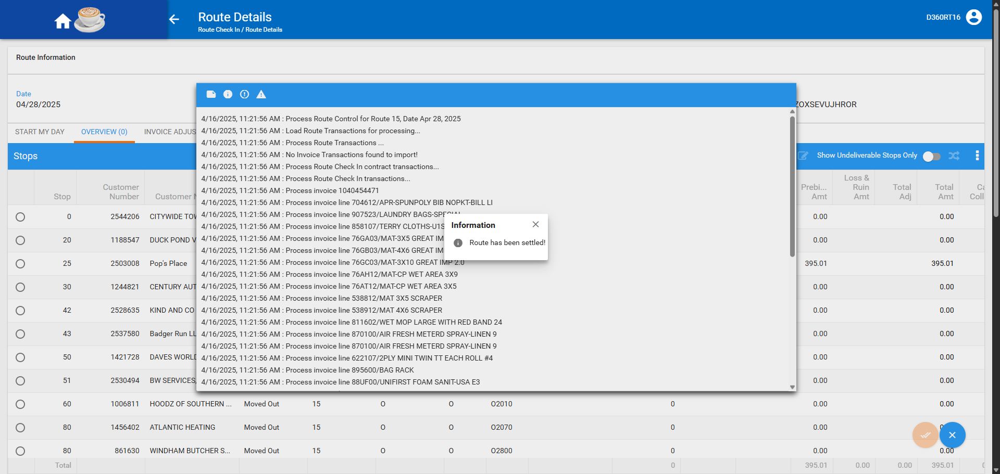 Route Details
Route Check In / Route Details
D360RT16
Route Information
Date
04/28/2025
ZOXSEVUJHROR
START MY DAY
OVERVIEW (0)
INVOICE ADJUS
Stops
Show Undeliverable Stops Only
4/16/2025, 11:21:56 AM : Process Route Control for Route 15, Date Apr 28, 2025
4/16/2025, 11:21:56 AM : Load Route Transactions for processing...
4/16/2025, 11:21:56 AM : Process Route Transactions ...
4/16/2025, 11:21:56 AM : No Invoice Transactions found to import!
4/16/2025, 11:21:56 AM : Process Route Check In contract transactions...
4/16/2025, 11:21:56 AM : Process Route Check In transactions...
4/16/2025, 11:21:56 AM : Process invoice 1040454471
4/16/2025, 11:21:56 AM : Process invoice line 704612/APR-SPUNPOLY BIB NOPKT-BILL LI
4/16/2025, 11:21:56 AM : Process invoice line 907523/LAUNDRY BAGS-SPECIAL
4/16/2025, 11:21:56 AM : Process invoice line 858107/TERRY CLOTHS-U1S
4/16/2025, 11:21:56 AM : Process invoice line 76GA03/MAT-3X5 GREAT IM
4/16/2025, 11:21:56 AM : Process invoice line 76GB03/MAT-4X6 GREAT IM
4/16/2025, 11:21:56 AM : Process invoice line 76GC03/MAT-3X10 GREAT IMP 2.0
4/16/2025, 11:21:56 AM : Process invoice line 76AH12/MAT-CP WET AREA 3X9
4/16/2025, 11:21:56 AM : Process invoice line 76AT12/MAT-CP WET AREA 3X5
4/16/2025, 11:21:56 AM : Process invoice line 538812/MAT 3X5 SCRAPER
4/16/2025, 11:21:56 AM : Process invoice line 538912/MAT 4X6 SCRAPER
4/16/2025, 11:21:56 AM : Process invoice line 811602/WET MOP LARGE WITH RED BAND 24
4/16/2025, 11:21:56 AM : Process invoice line 870100/AIR FRESH METERD SPRAY-LINEN 9
4/16/2025, 11:21:56 AM : Process invoice line 870100/AIR FRESH METERD SPRAY-LINEN 9
4/16/2025, 11:21:56 AM : Process invoice line 622107/2PLY MINI TWIN TT EACH ROLL #4
4/16/2025, 11:21:56 AM : Process invoice line 895600/BAG RACK
4/16/2025, 11:21:56 AM : Process invoice line 88UF00/UNIFIRST FOAM SANIT-USA E3
Information
Route has been settled!
Stop
Customer Number
Customer N
Prebi... Amt
Loss & Ruin Amt
Total Adj
Total Amt
Ca Coll
0 2544206 CITYWIDE TOW 0.00 0.00
20 1188547 DUCK POND V 0.00 0.00
25 2503008 Pop's Place 395.01 395.01
30 1244821 CENTURY AUT 0.00 0.00
42 2528635 KIND AND CO 0.00 0.00
43 2537580 Badger Run LL 0.00 0.00
50 1421728 DAVES WORLD 0.00 0.00
51 2530494 BW SERVICES, 0.00 0.00
60 1006811 HOODZ OF SOUTHERN ... Moved Out 15 O O O2010 0 0.00 0.00
80 1456402 ATLANTIC HEATING Moved Out 15 O O O2070 0 0.00 0.00
80 861630 WINDHAM BUTCHER S... Moved Out 15 O O O2800 0 0.00 0.00
Total 0 395.01 0.00 0.00 395.01